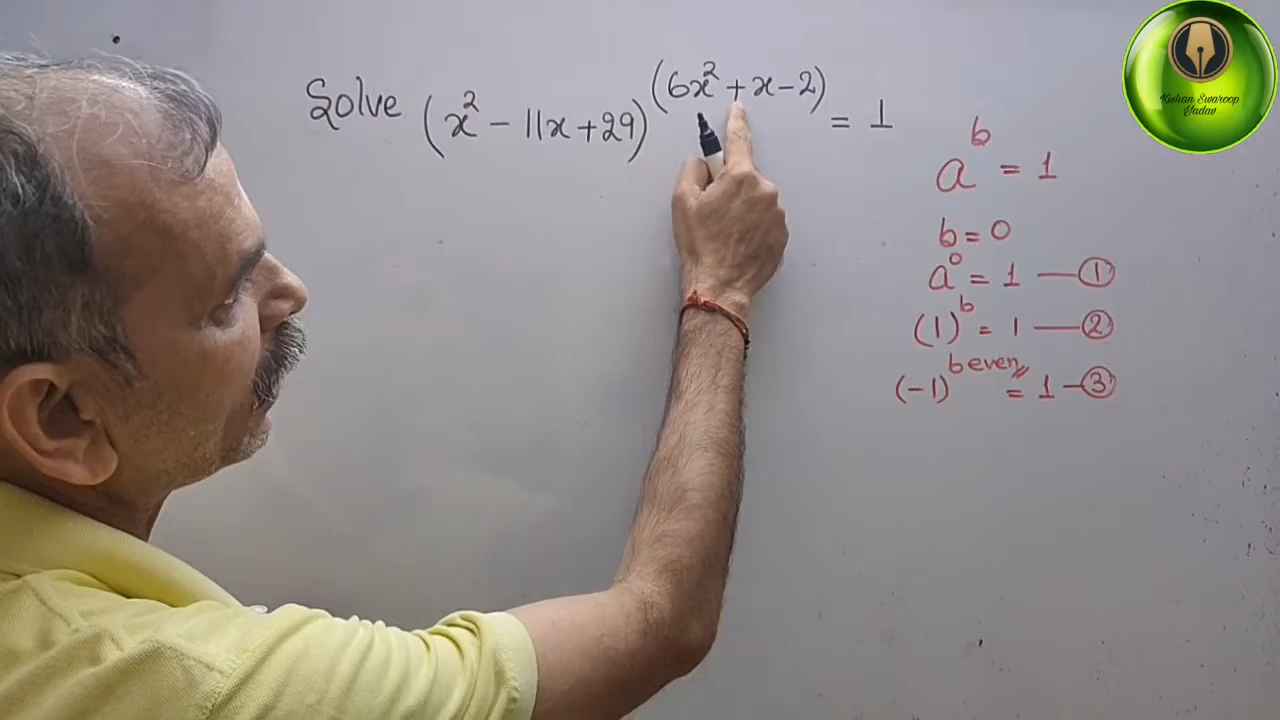 Solve (x² - 11x + 29)^(6x² + x - 2) = 1
a^b = 1
b = 0
a⁰ = 1 — ①
(1)^b = 1 — ②
(-1)^b even = 1 — ③
Kishan Swaroop
Yadav